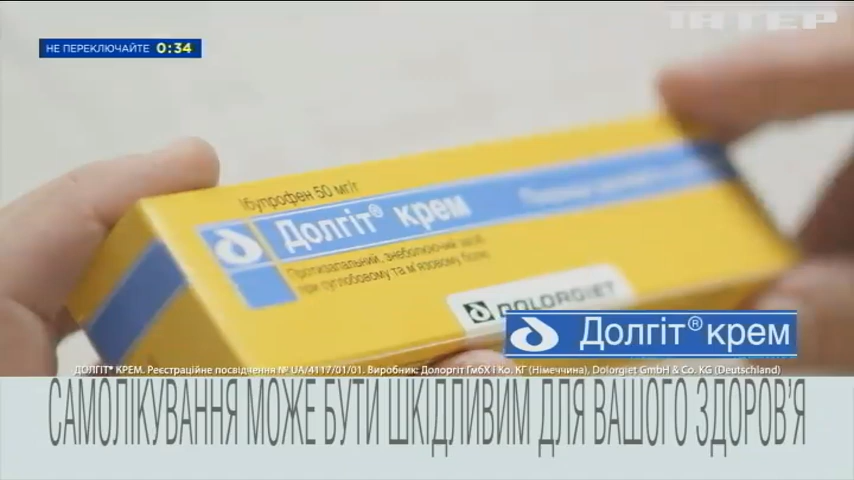 НЕ ПЕРЕКЛЮЧАЙТЕ 0:34
ІНТЕР
Ібупрофен 50 мг/г
Долгіт® крем
Протизапальний, знеболюючий засіб
при суглобовому та м'язовому болю
DOLORGIET
Долгіт® крем
ДОЛГІТ® КРЕМ. Реєстраційне посвідчення № UA/4117/01/01. Виробник: Долоргіт ГмбХ і Ко. КГ (Німеччина), Dolorgiet GmbH & Co. KG (Deutschland)
САМОЛІКУВАННЯ МОЖЕ БУТИ ШКІДЛИВИМ ДЛЯ ВАШОГО ЗДОРОВ'Я